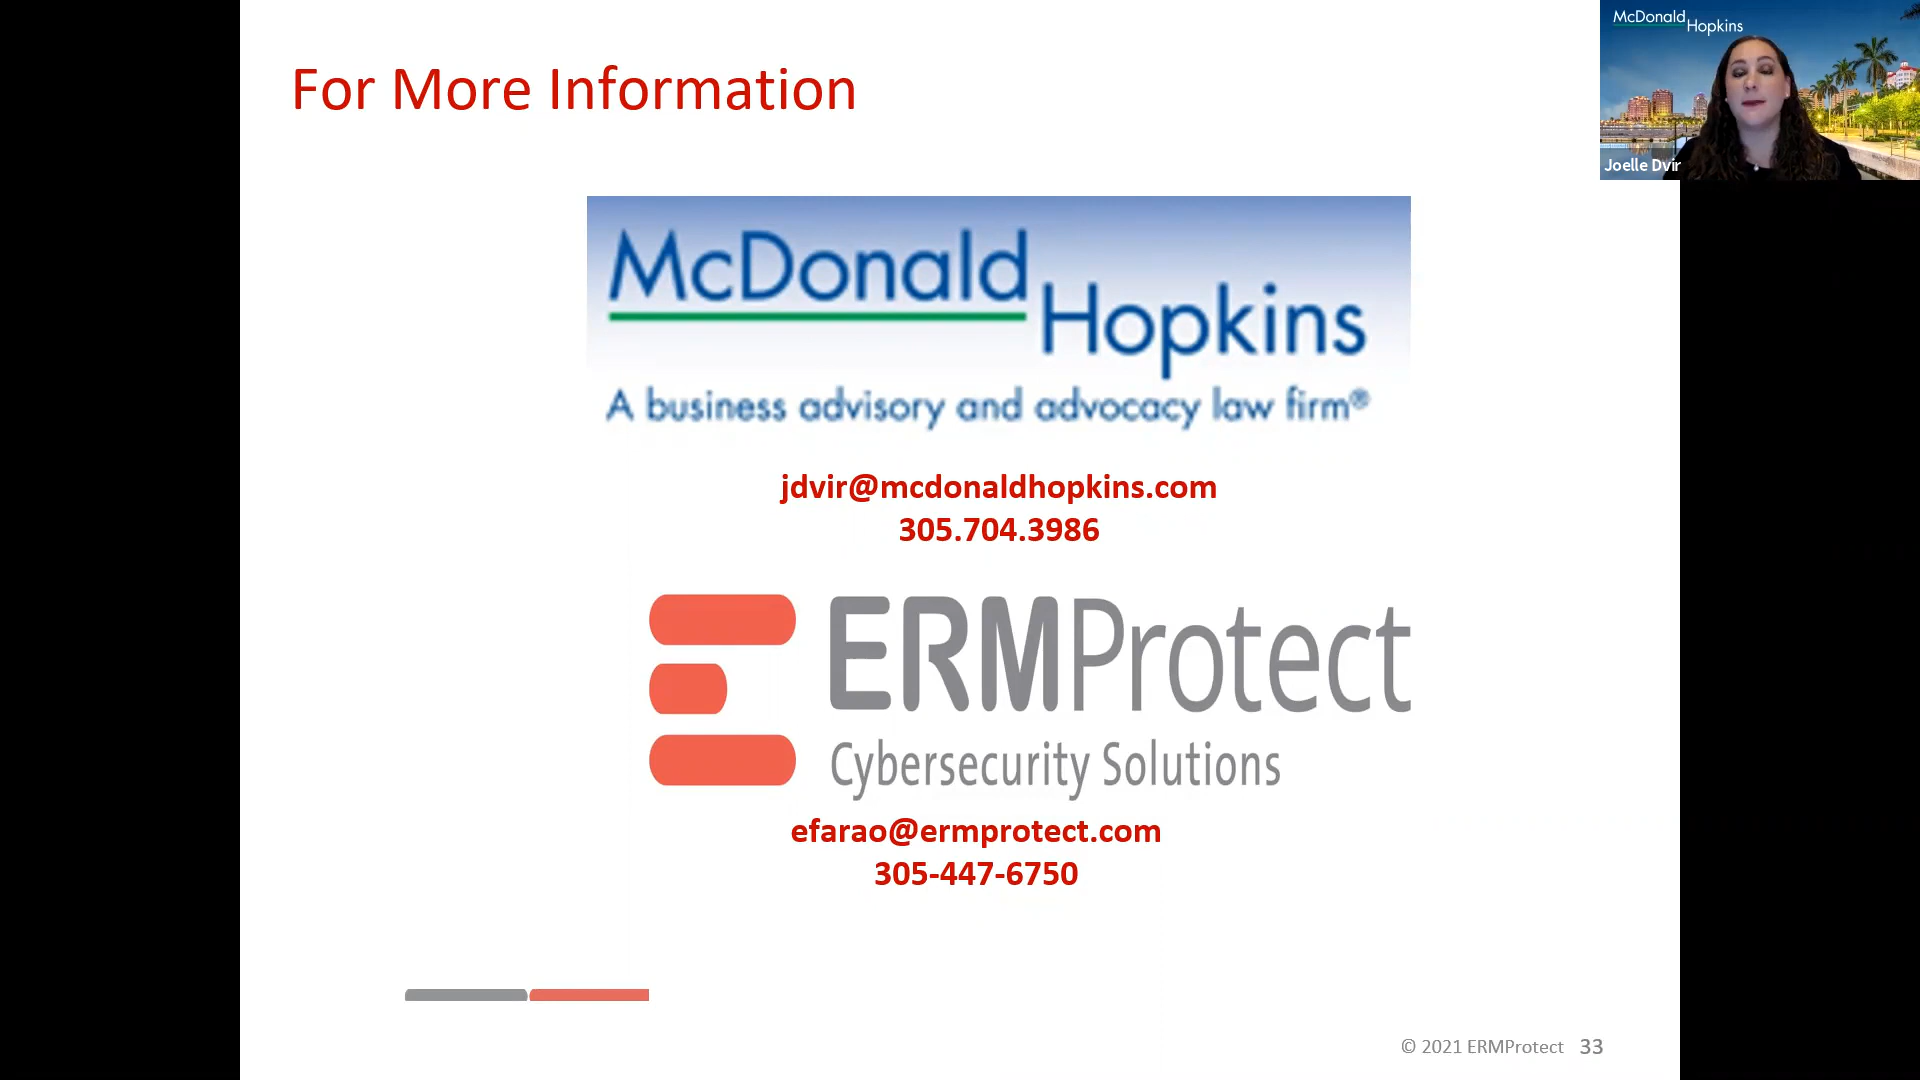 For More Information
McDonald
Hopkins
A business advisory and advocacy law firm®
jdvir@mcdonaldhopkins.com
305.704.3986
ERMProtect
Cybersecurity Solutions
efarao@ermprotect.com
305-447-6750
© 2021 ERMProtect 33
McDonald
Hopkins
Joelle Dvir